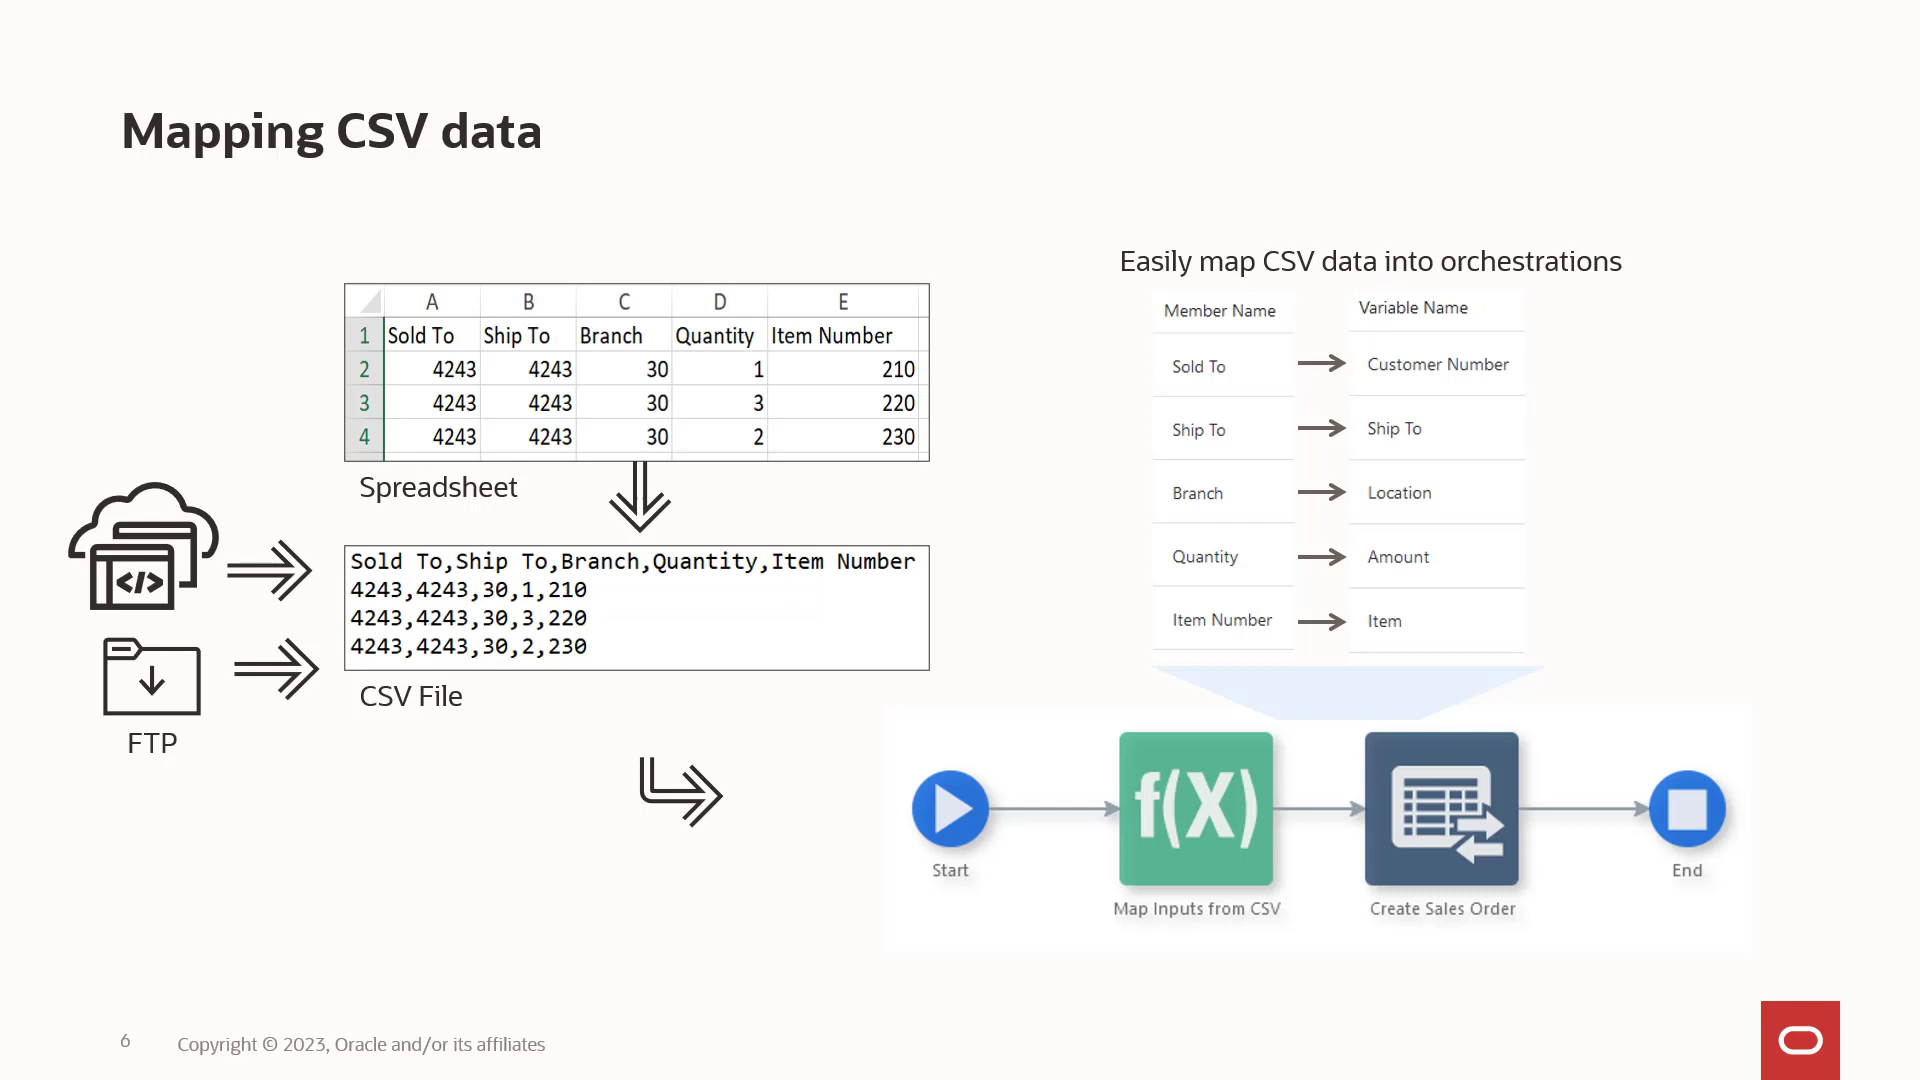 Mapping CSV data
A B C D E
1 Sold To Ship To Branch Quantity Item Number
2 4243 4243 30 1 210
3 4243 4243 30 3 220
4 4243 4243 30 2 230
Spreadsheet
</>
Sold To,Ship To,Branch,Quantity,Item Number
4243,4243,30,1,210
4243,4243,30,3,220
4243,4243,30,2,230
CSV File
FTP
Easily map CSV data into orchestrations
Member Name Variable Name
Sold To Customer Number
Ship To Ship To
Branch Location
Quantity Amount
Item Number Item
f(X)
Start
Map Inputs from CSV
Create Sales Order
End
6 Copyright © 2023, Oracle and/or its affiliates